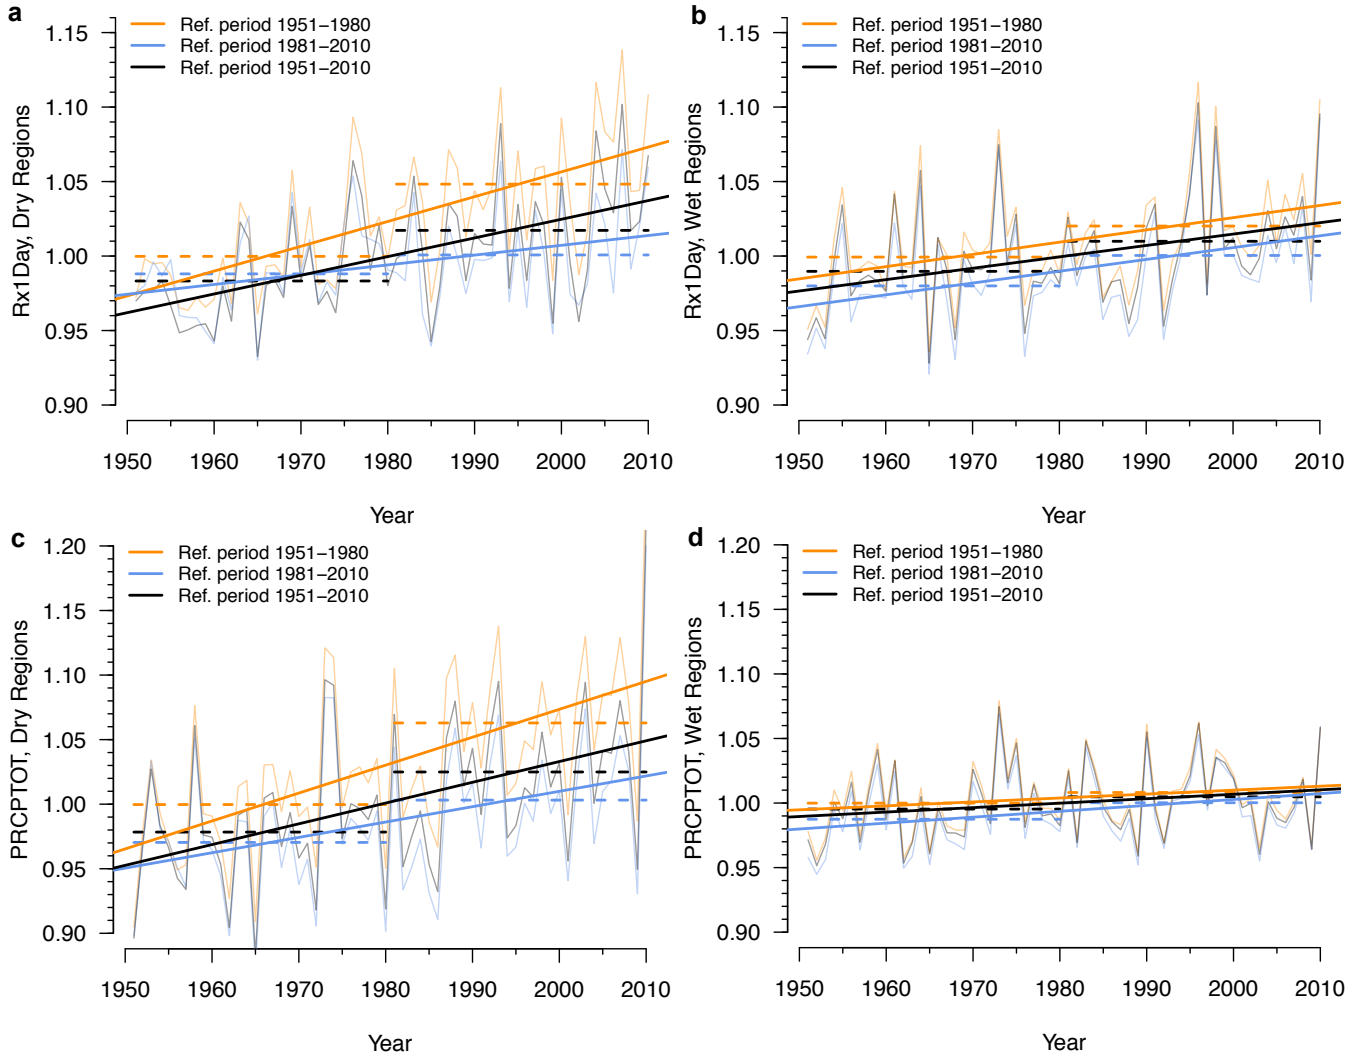 a
Ref. period 1951−1980
Ref. period 1981−2010
Ref. period 1951−2010
1.15
1.10
1.05
1.00
0.95
0.90
Rx1Day, Dry Regions
1950 1960 1970 1980 1990 2000 2010
Year
b
Ref. period 1951−1980
Ref. period 1981−2010
Ref. period 1951−2010
1.15
1.10
1.05
1.00
0.95
0.90
Rx1Day, Wet Regions
1950 1960 1970 1980 1990 2000 2010
Year
c
Ref. period 1951−1980
Ref. period 1981−2010
Ref. period 1951−2010
1.20
1.15
1.10
1.05
1.00
0.95
0.90
PRCPTOT, Dry Regions
1950 1960 1970 1980 1990 2000 2010
Year
d
Ref. period 1951−1980
Ref. period 1981−2010
Ref. period 1951−2010
1.20
1.15
1.10
1.05
1.00
0.95
0.90
PRCPTOT, Wet Regions
1950 1960 1970 1980 1990 2000 2010
Year